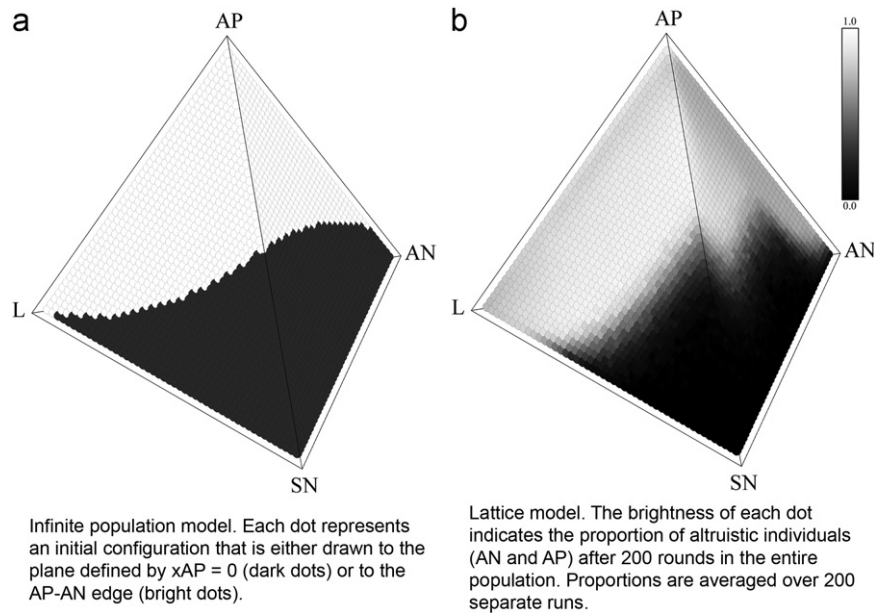 a
AP
L
AN
SN
Infinite population model. Each dot represents
an initial configuration that is either drawn to the
plane defined by xAP = 0 (dark dots) or to the
AP-AN edge (bright dots).
b
AP
1.0
0.0
L
AN
SN
Lattice model. The brightness of each dot
indicates the proportion of altruistic individuals
(AN and AP) after 200 rounds in the entire
population. Proportions are averaged over 200
separate runs.